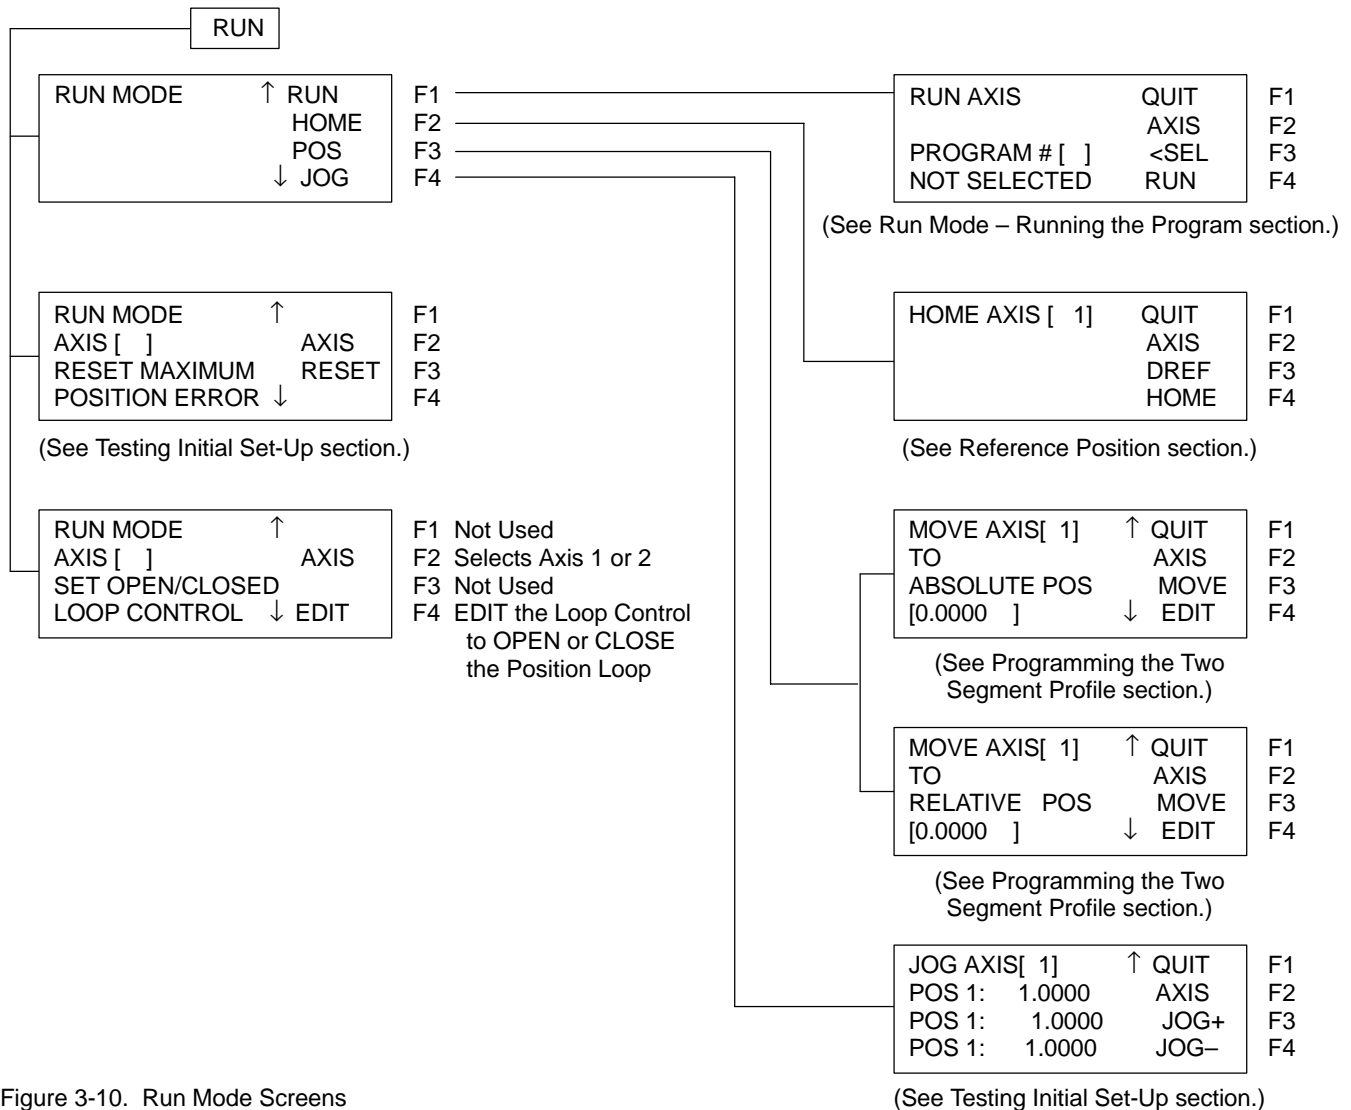 RUN
RUN MODE ↑ RUN F1
HOME F2
POS F3
↓ JOG F4
RUN AXIS QUIT F1
AXIS F2
PROGRAM # [ ] <SEL F3
NOT SELECTED RUN F4
(See Run Mode – Running the Program section.)
RUN MODE ↑ F1
AXIS [ ] AXIS F2
RESET MAXIMUM RESET F3
POSITION ERROR ↓ F4
(See Testing Initial Set-Up section.)
HOME AXIS [ 1] QUIT F1
AXIS F2
DREF F3
HOME F4
(See Reference Position section.)
RUN MODE ↑ F1 Not Used
AXIS [ ] AXIS F2 Selects Axis 1 or 2
SET OPEN/CLOSED F3 Not Used
LOOP CONTROL ↓ EDIT F4 EDIT the Loop Control
to OPEN or CLOSE
the Position Loop
MOVE AXIS[ 1] ↑ QUIT F1
TO AXIS F2
ABSOLUTE POS MOVE F3
[0.0000 ] ↓ EDIT F4
(See Programming the Two
Segment Profile section.)
MOVE AXIS[ 1] ↑ QUIT F1
TO AXIS F2
RELATIVE POS MOVE F3
[0.0000 ] ↓ EDIT F4
(See Programming the Two
Segment Profile section.)
JOG AXIS[ 1] ↑ QUIT F1
POS 1: 1.0000 AXIS F2
POS 1: 1.0000 JOG+ F3
POS 1: 1.0000 JOG– F4
(See Testing Initial Set-Up section.)
Figure 3-10. Run Mode Screens